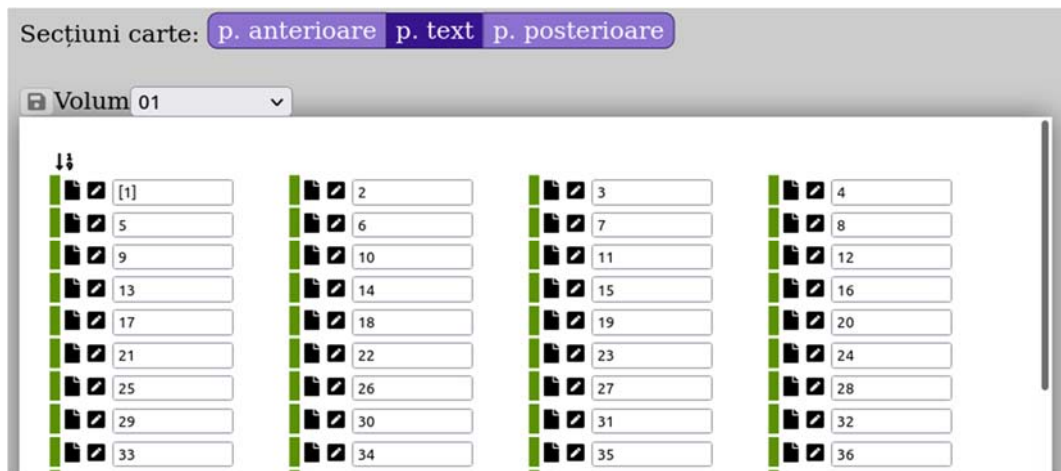 Secțiuni carte: p. anterioare p. text p. posterioare
Volum 01
[1] 2 3 4
5 6 7 8
9 10 11 12
13 14 15 16
17 18 19 20
21 22 23 24
25 26 27 28
29 30 31 32
33 34 35 36